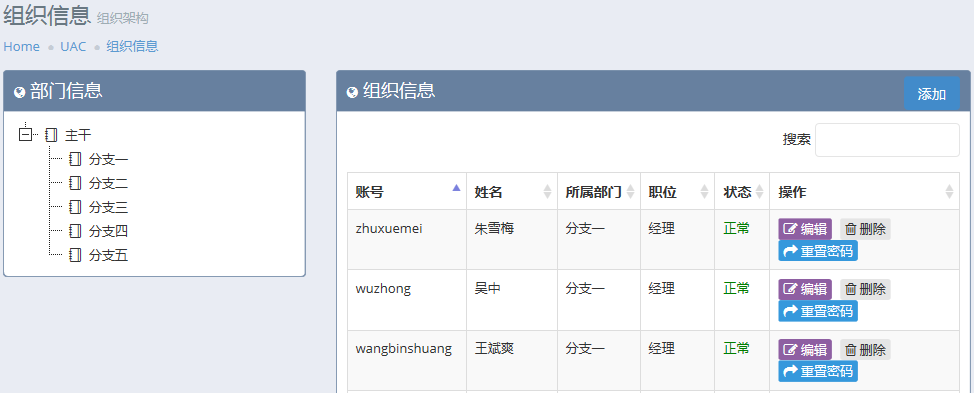 组织信息 组织架构
Home UAC 组织信息
部门信息
主干
分支一
分支二
分支三
分支四
分支五
组织信息 添加
搜索
账号 姓名 所属部门 职位 状态 操作
zhuxuemei 朱雪梅 分支一 经理 正常 编辑 删除
重置密码
wuzhong 吴中 分支一 经理 正常 编辑 删除
重置密码
wangbinshuang 王斌爽 分支一 经理 正常 编辑 删除
重置密码